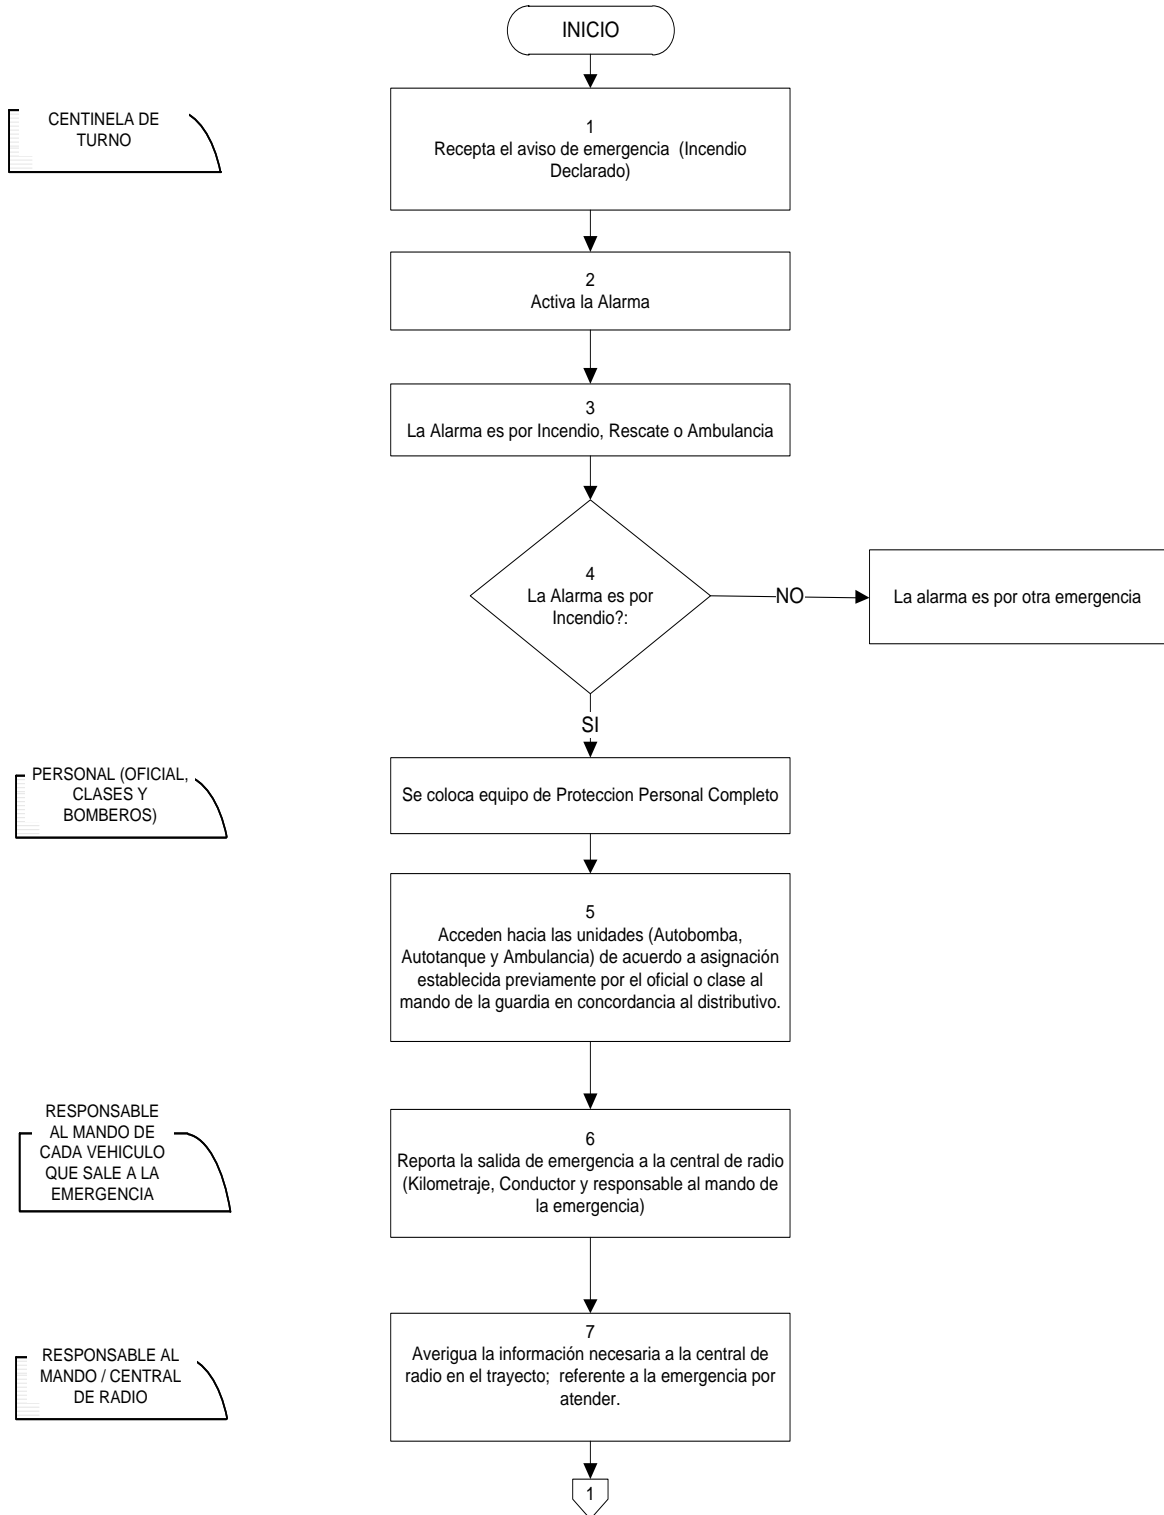 INICIO
CENTINELA DE
TURNO
1
Recepta el aviso de emergencia (Incendio
Declarado)
2
Activa la Alarma
3
La Alarma es por Incendio, Rescate o Ambulancia
4
La Alarma es por
Incendio?:
NO
La alarma es por otra emergencia
SI
PERSONAL (OFICIAL,
CLASES Y
BOMBEROS)
Se coloca equipo de Proteccion Personal Completo
5
Acceden hacia las unidades (Autobomba,
Autotanque y Ambulancia) de acuerdo a asignación
establecida previamente por el oficial o clase al
mando de la guardia en concordancia al distributivo.
RESPONSABLE
AL MANDO DE
CADA VEHICULO
QUE SALE A LA
EMERGENCIA
6
Reporta la salida de emergencia a la central de radio
(Kilometraje, Conductor y responsable al mando de
la emergencia)
RESPONSABLE AL
MANDO / CENTRAL
DE RADIO
7
Averigua la información necesaria a la central de
radio en el trayecto; referente a la emergencia por
atender.
1